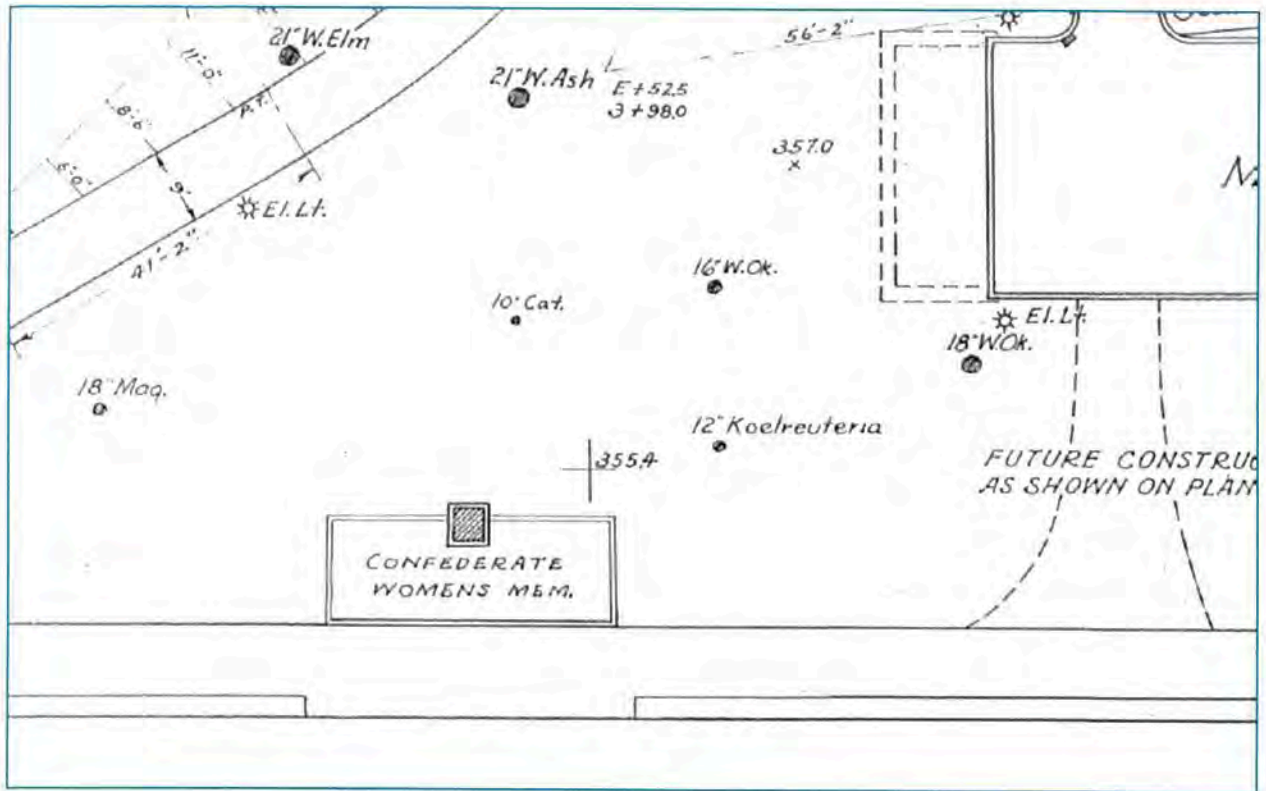 21" W. Elm
56'-2"
11'-0"
21" W. Ash
E + 52.5
3 + 98.0
8'-6"
P.T.
357.0
9'
El. Lt.
41'-2"
16" W. Ok.
10" Cat.
El. Lt.
18" W. Ok.
18" Mag.
12" Koelreuteria
355.4
FUTURE CONSTRUC
AS SHOWN ON PLAN
CONFEDERATE
WOMENS MEM.